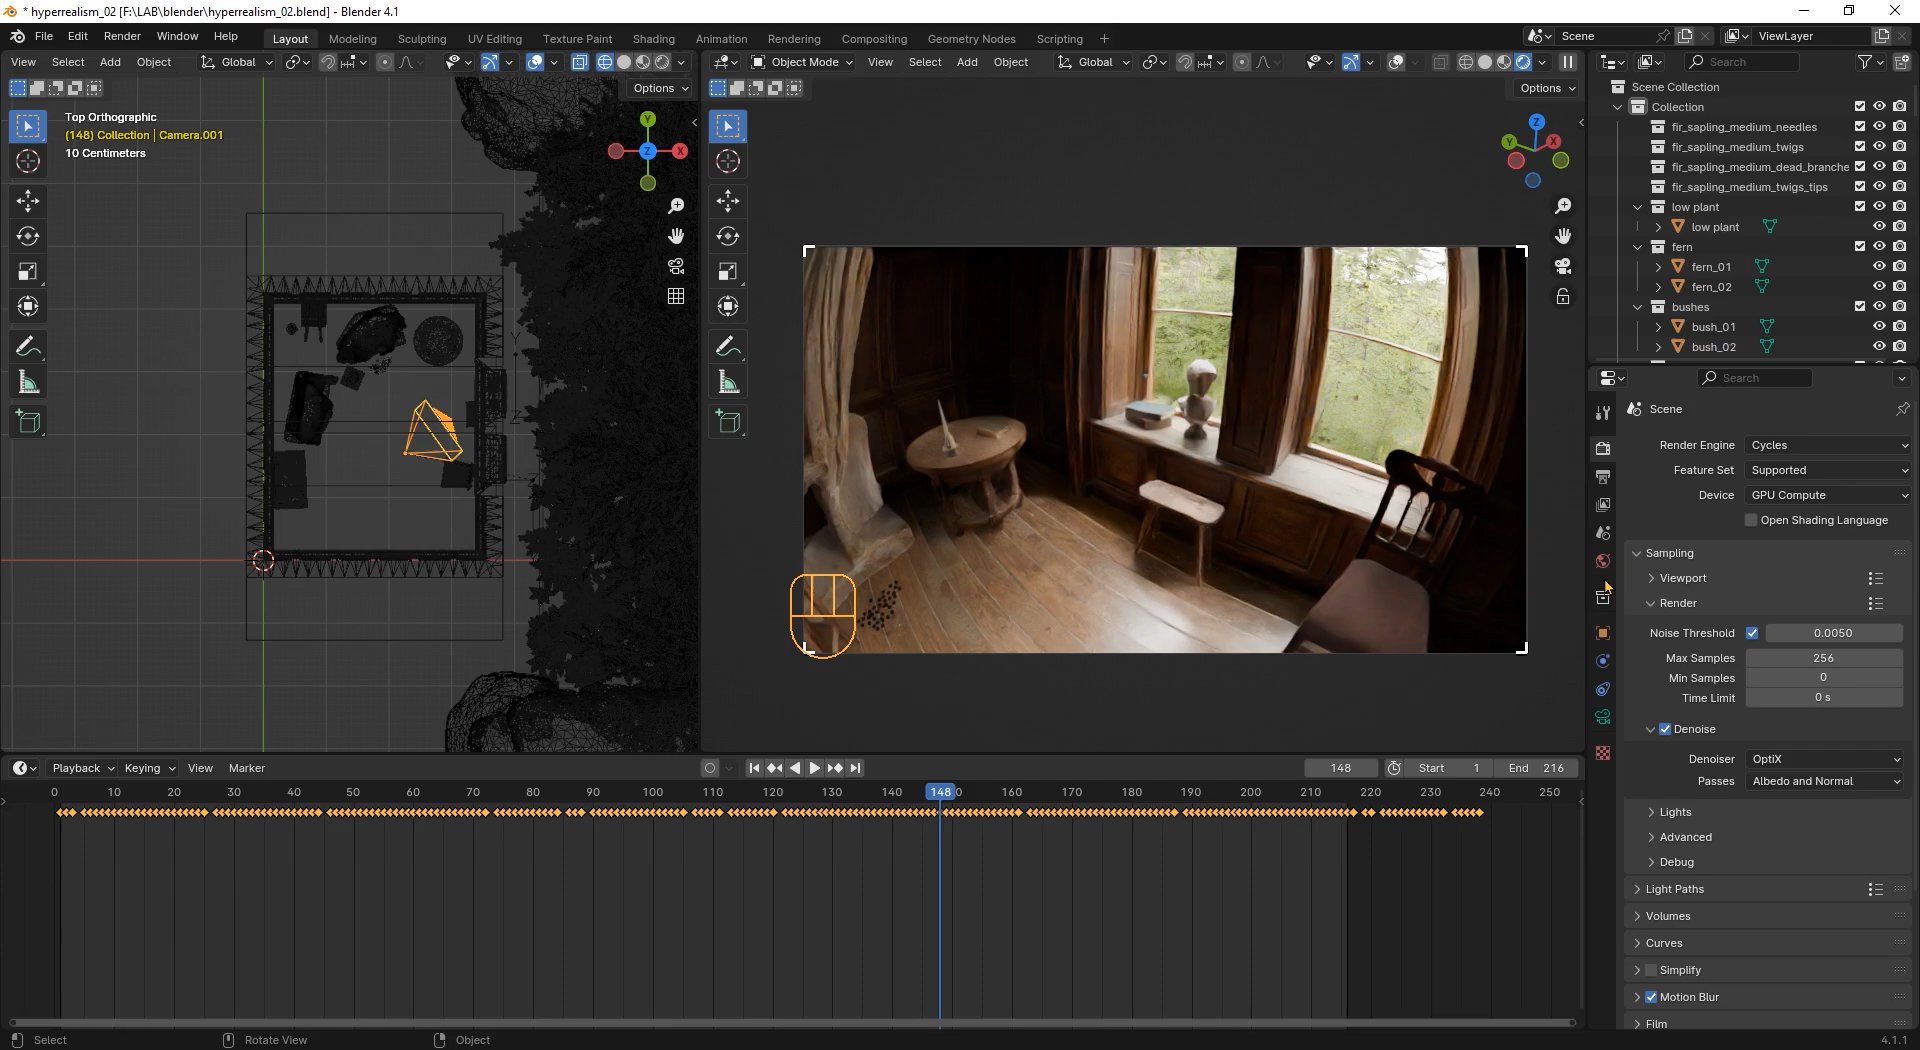 * hyperrealism_02 [F:\LAB\blender\hyperrealism_02.blend] - Blender 4.1
File Edit Render Window Help Layout Modeling Sculpting UV Editing Texture Paint Shading Animation Rendering Compositing Geometry Nodes Scripting + Scene ViewLayer
View Select Add Object Global Object Mode View Select Add Object Global Search
Options Options
Top Orthographic
(148) Collection | Camera.001
10 Centimeters
Y
X
Z
Z
Y
X
Scene Collection
Collection
fir_sapling_medium_needles
fir_sapling_medium_twigs
fir_sapling_medium_dead_branche
fir_sapling_medium_twigs_tips
low plant
low plant
fern
fern_01
fern_02
bushes
bush_01
bush_02
Search
Scene
Render Engine Cycles
Feature Set Supported
Device GPU Compute
Open Shading Language
Sampling
Viewport
Render
Noise Threshold 0.0050
Max Samples 256
Min Samples 0
Time Limit 0 s
Denoise
Denoiser OptiX
Passes Albedo and Normal
Lights
Advanced
Debug
Light Paths
Volumes
Curves
Simplify
Motion Blur
Film
Playback Keying View Marker 148 Start 1 End 216
0 10 20 30 40 50 60 70 80 90 100 110 120 130 140 148 0 160 170 180 190 200 210 220 230 240 250
Select Rotate View Object 4.1.1